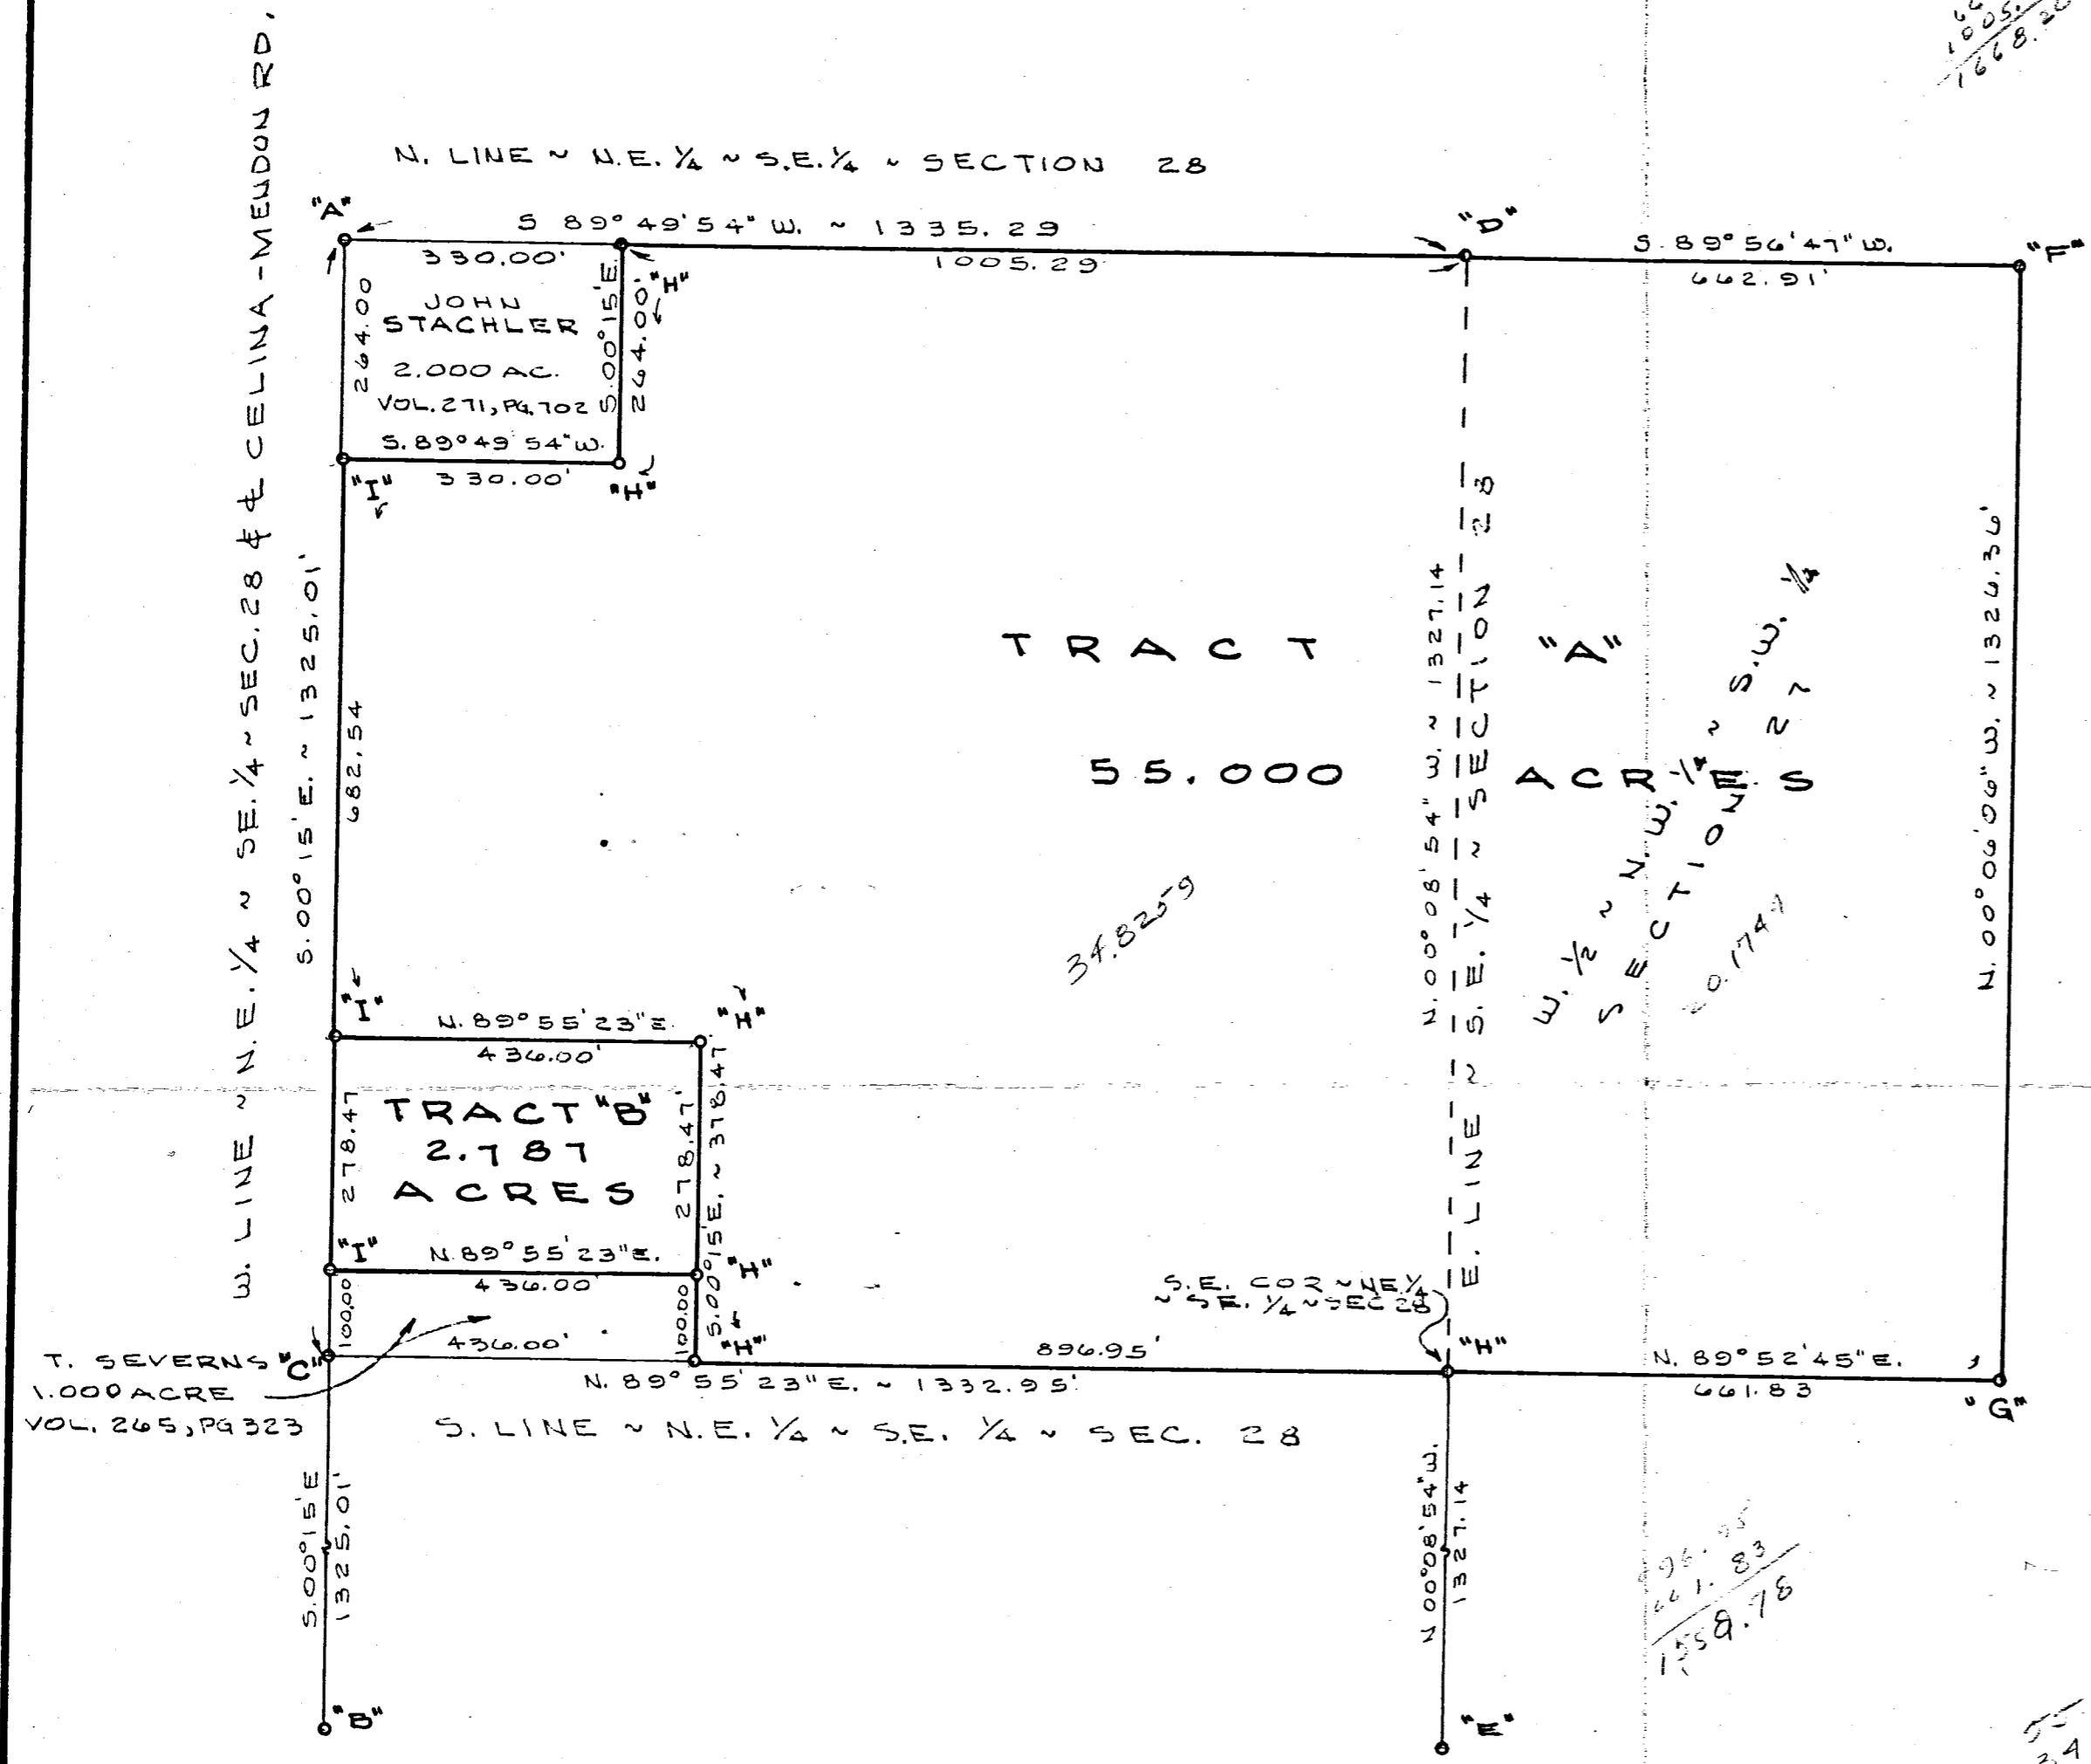 W. LINE ~ N.E. ¼ ~ SE. ¼ ~ SEC. 28 & ℄ CELINA-MENDON RD.
1668.20
N. LINE ~ N.E. ¼ ~ S.E. ¼ ~ SECTION 28
"A"
S 89° 49' 54" W. ~ 1335.29
"D"
S. 89° 56' 47" W.
"F"
330.00'
1005.29
662.91'
"H"
264.00
JOHN
STACHLER
2.000 AC.
VOL. 271, PG. 702
S. 00° 15' E.
264.00'
S. 89° 49' 54" W.
330.00'
"I"
"H"
S. 00° 15' E. ~ 1325.01'
682.54
TRACT "A"
55.000 ACRES
N. 00° 08' 54" W. ~ 1327.14
E. LINE ~ S.E. ¼ ~ SECTION 28
W. ½ ~ N.W. ¼ ~ S.W. ¼
SECTION 27
N. 00° 06' 06" W. ~ 1326.36'
34.8259
"I"
N. 89° 55' 23" E.
"H"
436.00'
278.47
TRACT "B"
2.787
ACRES
278.47'
S. 00° 15' E. ~ 378.47
"I"
N. 89° 55' 23" E.
"H"
436.00'
100.00
100.00
S.E. COR ~ NE. ¼
~ SE. ¼ ~ SEC 28
T. SEVERNS
1.000 ACRE
VOL. 265, PG 323
"C"
436.00'
"H"
896.95'
"H"
N. 89° 52' 45" E.
661.83
"G"
N. 89° 55' 23" E. ~ 1332.95'
S. LINE ~ N.E. ¼ ~ S.E. ¼ ~ SEC. 28
S. 00° 15' E
1325.01'
N 00° 08' 54" W.
1327.14
"B"
"E"